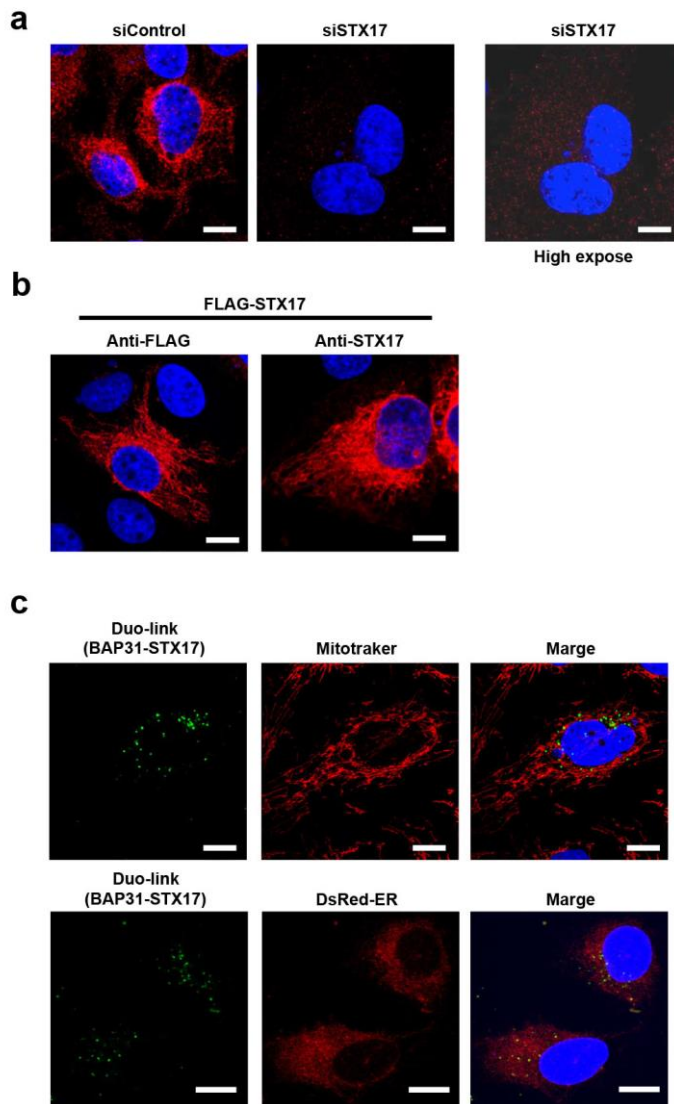 a
siControl
siSTX17
siSTX17
High expose
b
FLAG-STX17
Anti-FLAG
Anti-STX17
c
Duo-link
(BAP31-STX17)
Mitotraker
Marge
Duo-link
(BAP31-STX17)
DsRed-ER
Marge